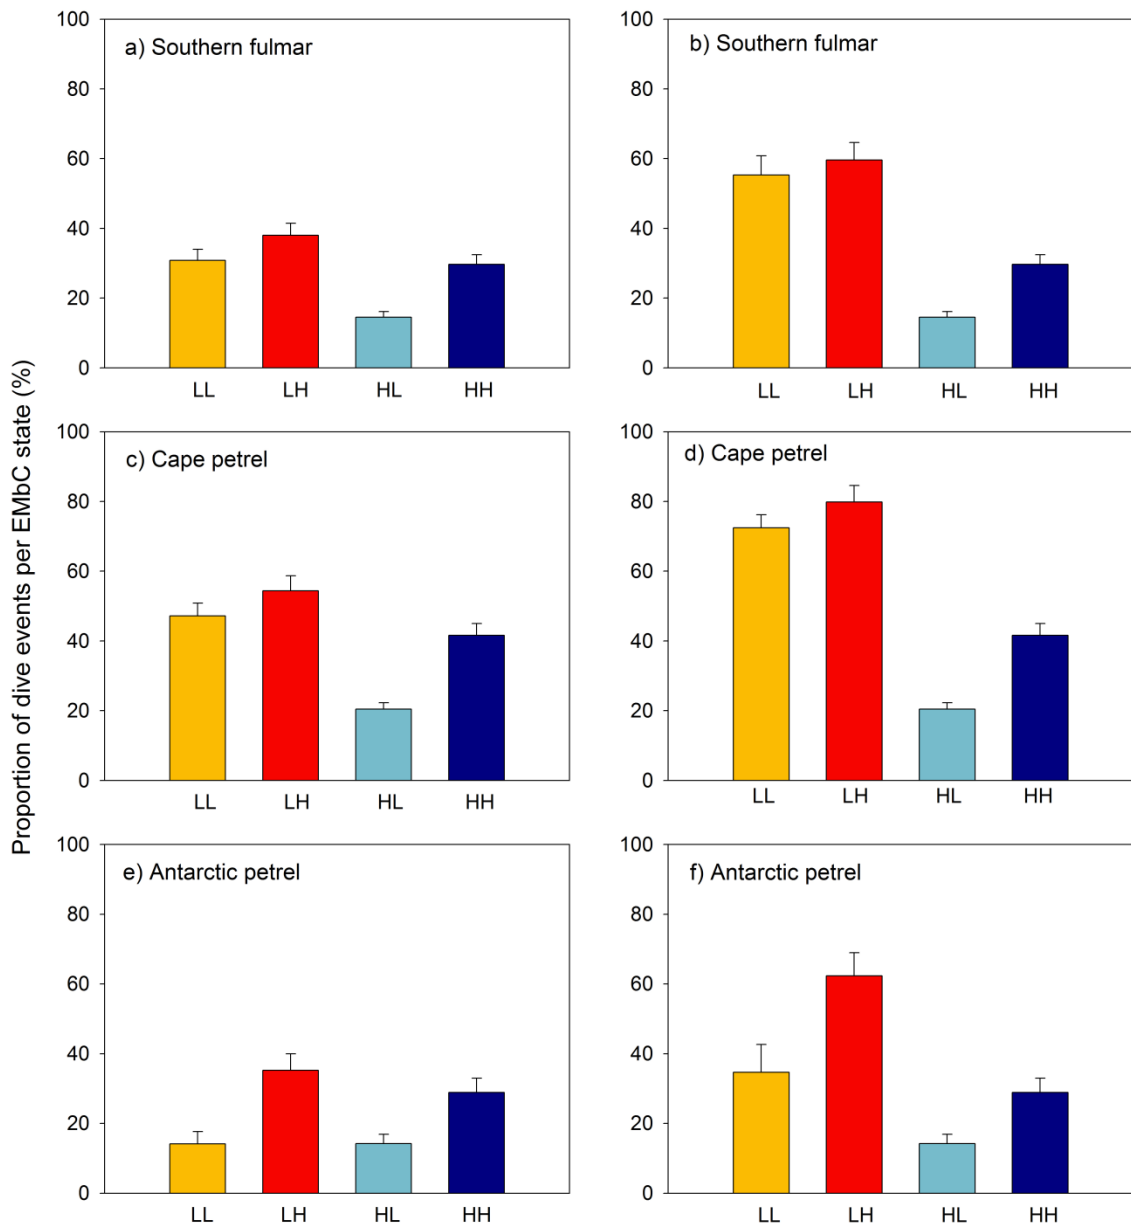 Proportion of dive events per EMbC state (%)
a) Southern fulmar
100
80
60
40
20
0
LL LH HL HH
b) Southern fulmar
100
80
60
40
20
0
LL LH HL HH
c) Cape petrel
100
80
60
40
20
0
LL LH HL HH
d) Cape petrel
100
80
60
40
20
0
LL LH HL HH
e) Antarctic petrel
100
80
60
40
20
0
LL LH HL HH
f) Antarctic petrel
100
80
60
40
20
0
LL LH HL HH